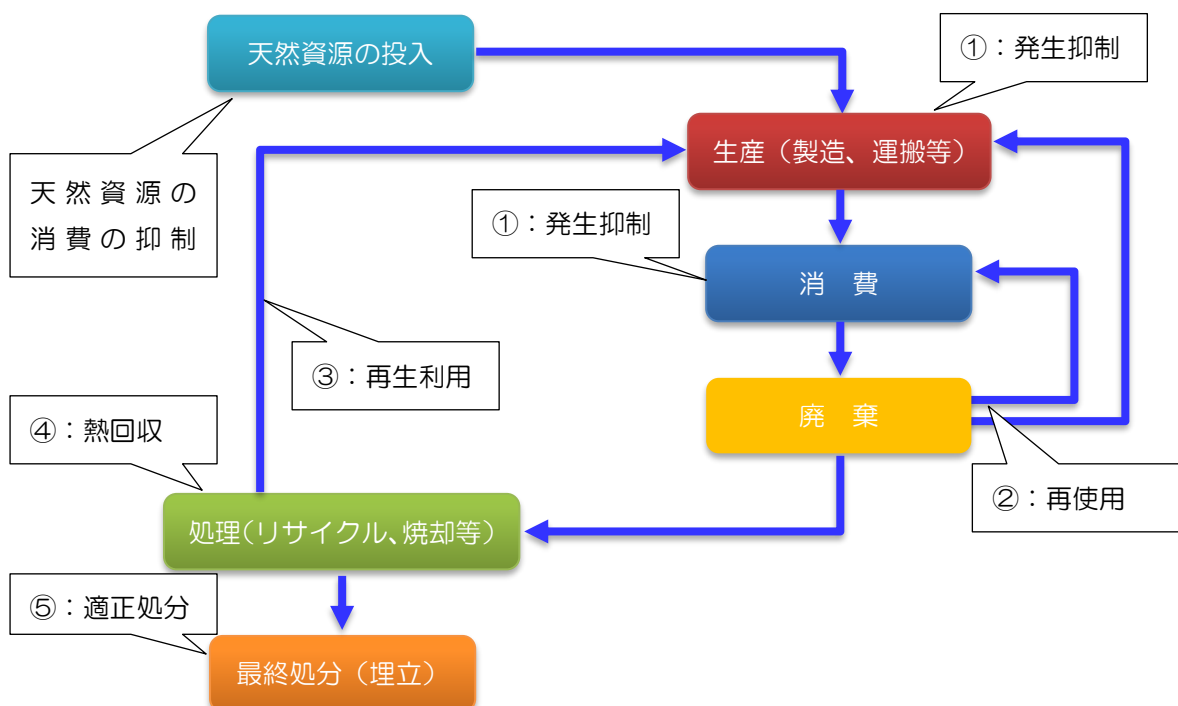 天然資源の投入
①：発生抑制
生産（製造、運搬等）
天然資源の
消費の抑制
①：発生抑制
消　費
③：再生利用
廃　棄
④：熱回収
②：再使用
処理（リサイクル、焼却等）
⑤：適正処分
最終処分（埋立）